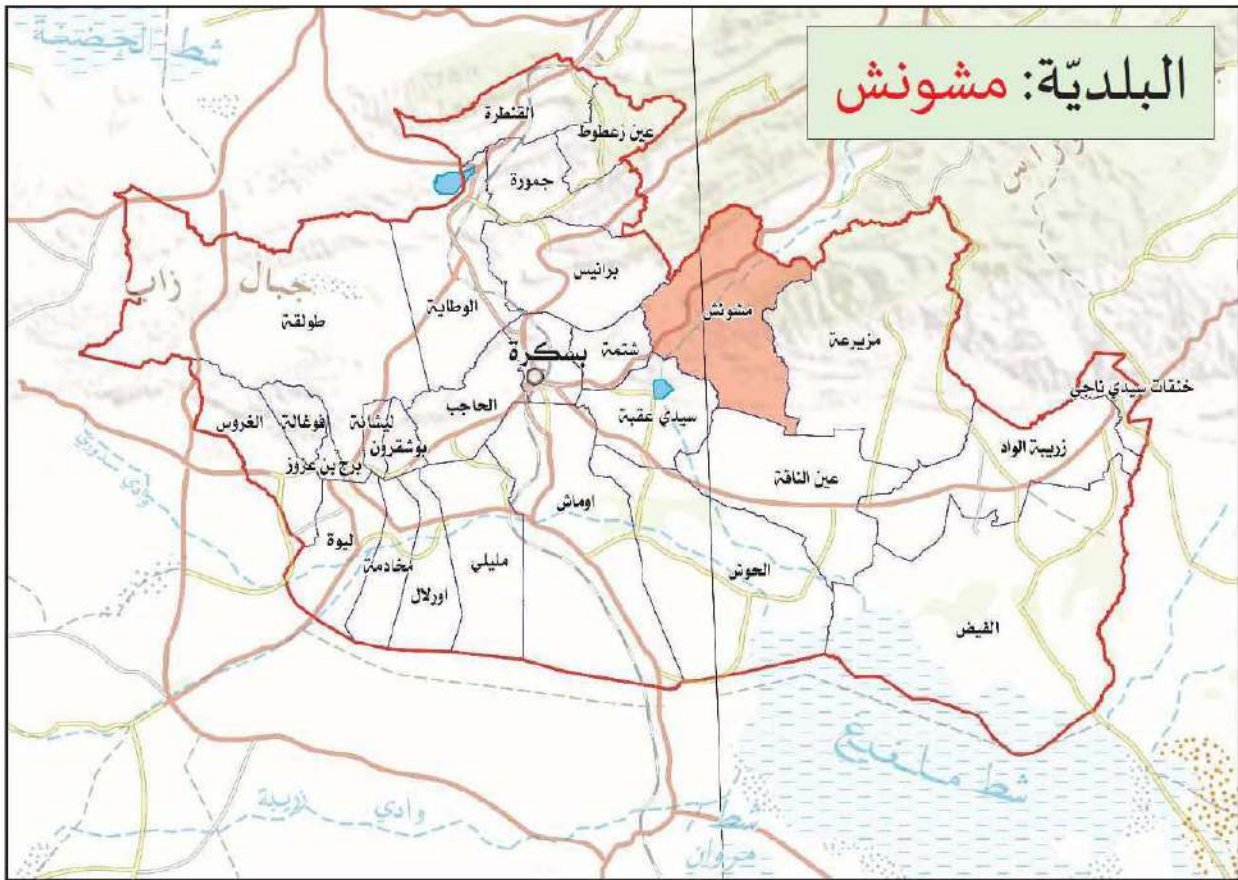 البلديّة: مشونش
شط الحضنة
القنطرة
عين زعطوط
جمورة
برانيس
جبال زاب
الوطاية
طولقة
مشونش
مزيرعة
شتمة
بسكرة
خنقات سيدي ناجي
سيدي عقبة
الحاجب
ليشانة
فوغالة
الغروس
بوشقرون
برج بن عزوز
زريبة الواد
عين الناقة
اوماش
ليوة
مخادمة
اورلال
مليلي
الحوش
الفيض
شط ملغيغ
وادي زريبة
شط مروان